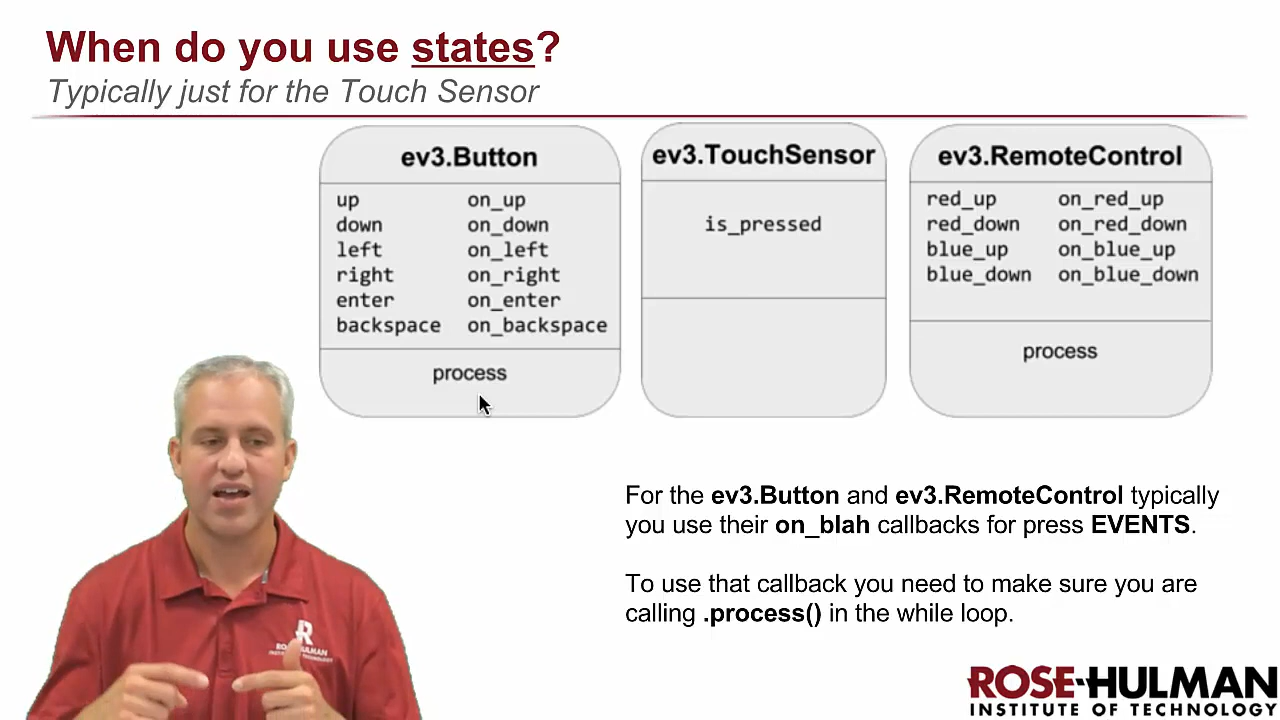 When do you use states?
Typically just for the Touch Sensor
ev3.Button
up on_up
down on_down
left on_left
right on_right
enter on_enter
backspace on_backspace
process
ev3.TouchSensor
is_pressed
ev3.RemoteControl
red_up on_red_up
red_down on_red_down
blue_up on_blue_up
blue_down on_blue_down
process
For the ev3.Button and ev3.RemoteControl typically
you use their on_blah callbacks for press EVENTS.
To use that callback you need to make sure you are
calling .process() in the while loop.
R
ROSE-HULMAN
INSTITUTE OF TECHNOLOGY